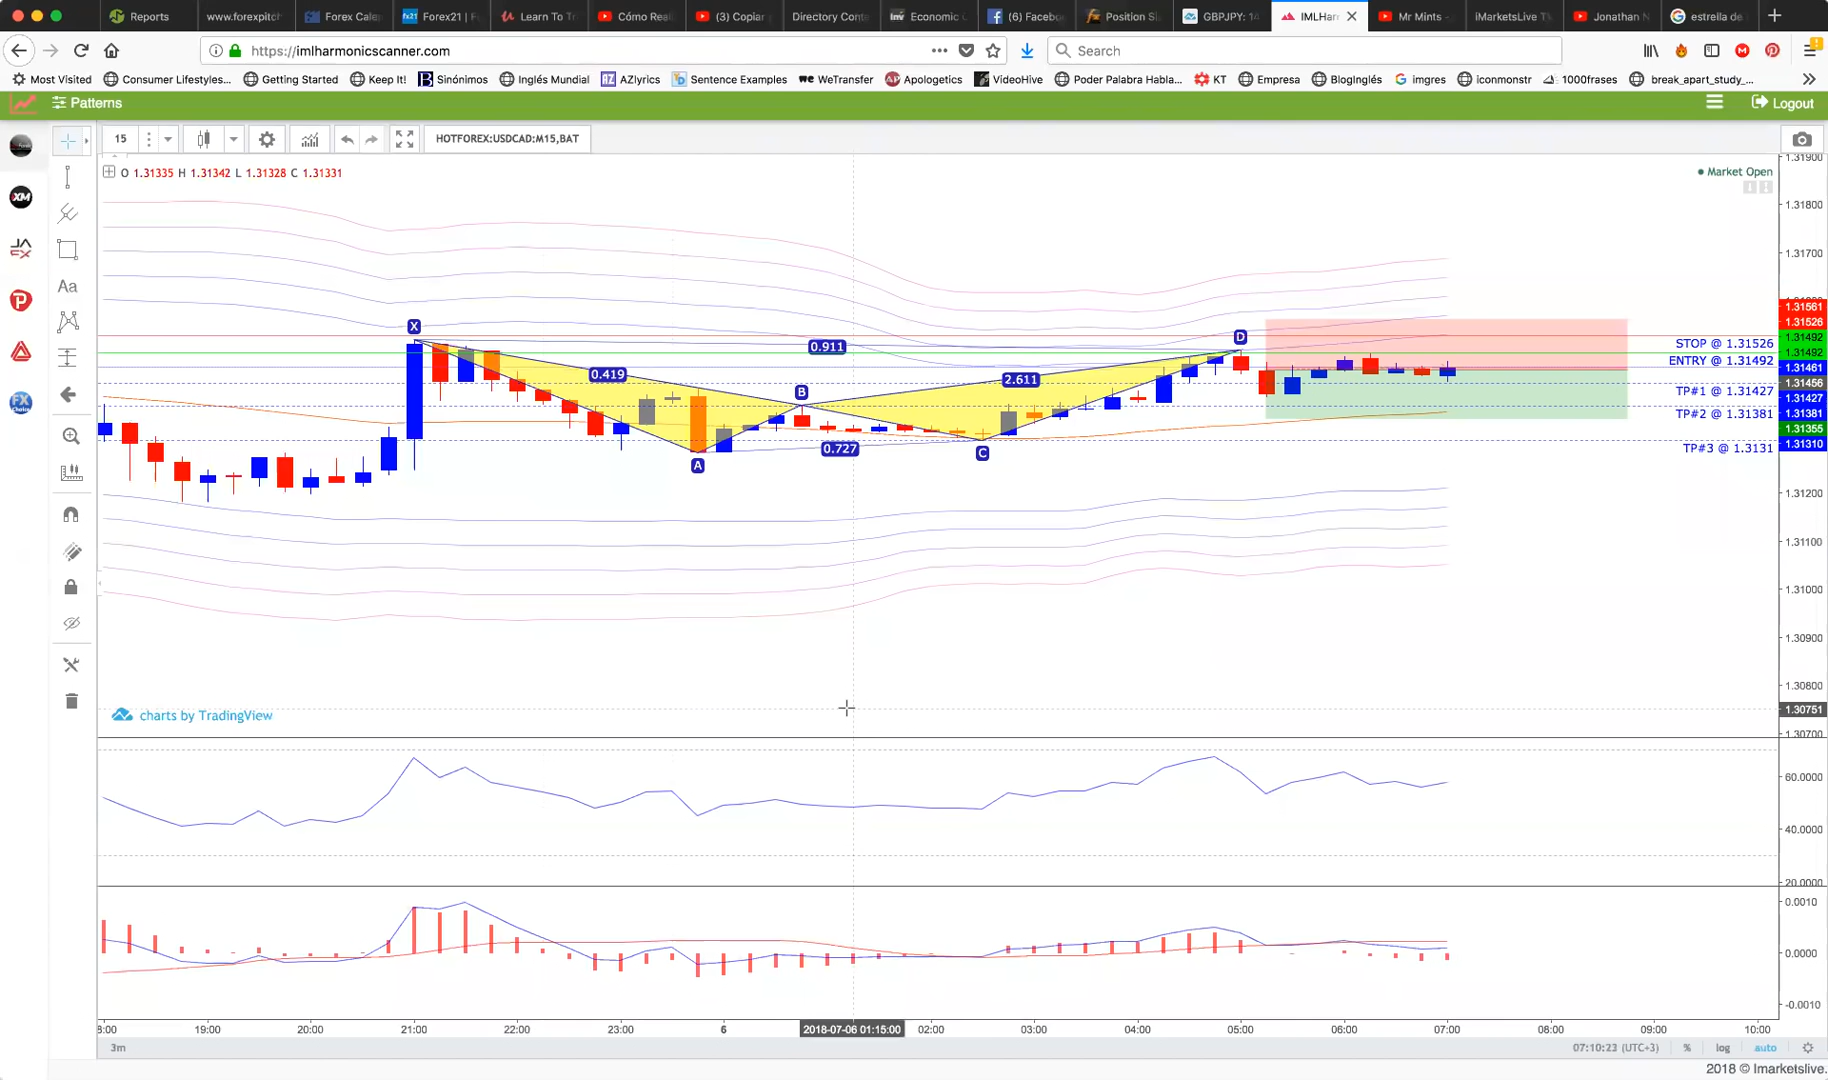 Reports
www.forexpitch
Forex Cale
Forex21 | F
Learn To Tr
Cómo Real
(3) Copiar
Directory Cont
Economic C
(6) Facebo
Position Si
GBPJPY: 14
IMLHar
Mr Mints -
iMarketsLive T
Jonathan N
estrella de
https://imlharmonicscanner.com
Search
Most Visited
Consumer Lifestyles...
Getting Started
Keep It!
Sinónimos
Inglés Mundial
AZlyrics
Sentence Examples
WeTransfer
Apologetics
VideoHive
Poder Palabra Habla...
KT
Empresa
BlogInglés
imgres
iconmonstr
1000frases
break_apart_study_...
Patterns
Logout
15
HOTFOREX:USDCAD:M15,BAT
O 1.31335 H 1.31342 L 1.31328 C 1.31331
Market Open
1.31900
1.31800
1.31700
X
D
0.911
0.419
2.611
B
0.727
A
C
STOP @ 1.31526
ENTRY @ 1.31492
TP#1 @ 1.31427
TP#2 @ 1.31381
TP#3 @ 1.3131
1.31561
1.31526
1.31492
1.31492
1.31461
1.31456
1.31427
1.31381
1.31355
1.31310
1.31200
1.31100
1.31000
1.30900
1.30800
1.30751
1.30700
charts by TradingView
60.0000
40.0000
20.0000
0.0010
0.0000
-0.0010
8:00
19:00
20:00
21:00
22:00
23:00
6
2018-07-06 01:15:00
02:00
03:00
04:00
05:00
06:00
07:00
08:00
09:00
10:00
3m
07:10:23 (UTC+3)
%
log
auto
2018 © Imarketslive.